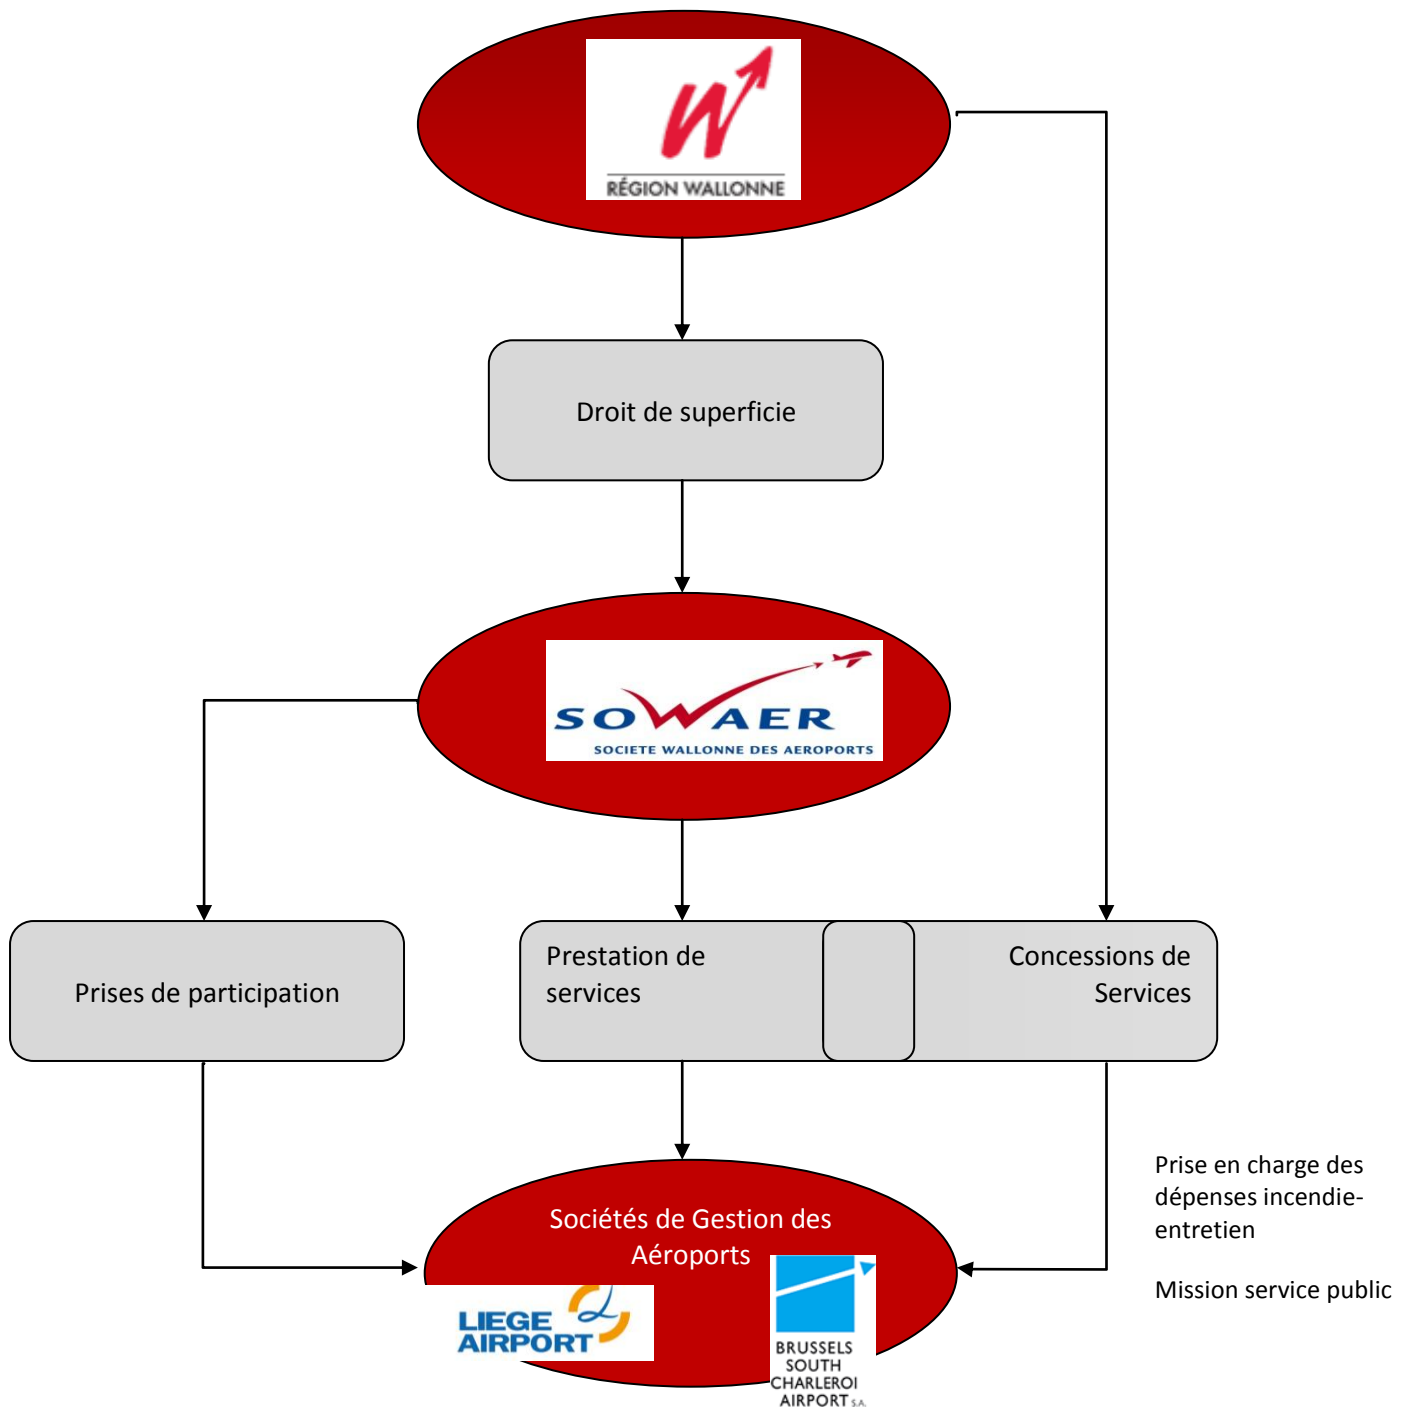 RÉGION WALLONNE
Droit de superficie
SOWAER
SOCIETE WALLONNE DES AEROPORTS
Prises de participation
Prestation de
services
Concessions de
Services
Sociétés de Gestion des
Aéroports
LIEGE
AIRPORT
BRUSSELS
SOUTH
CHARLEROI
AIRPORT S.A.
Prise en charge des
dépenses incendie-
entretien
Mission service public